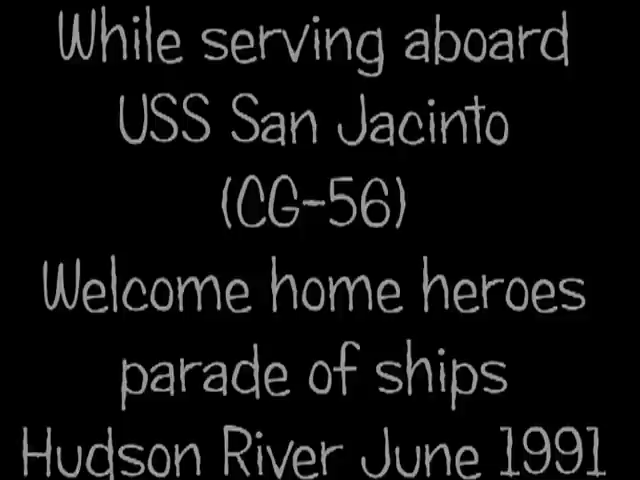 While serving aboard
USS San Jacinto
(CG-56)
Welcome home heroes
parade of ships
Hudson River June 1991